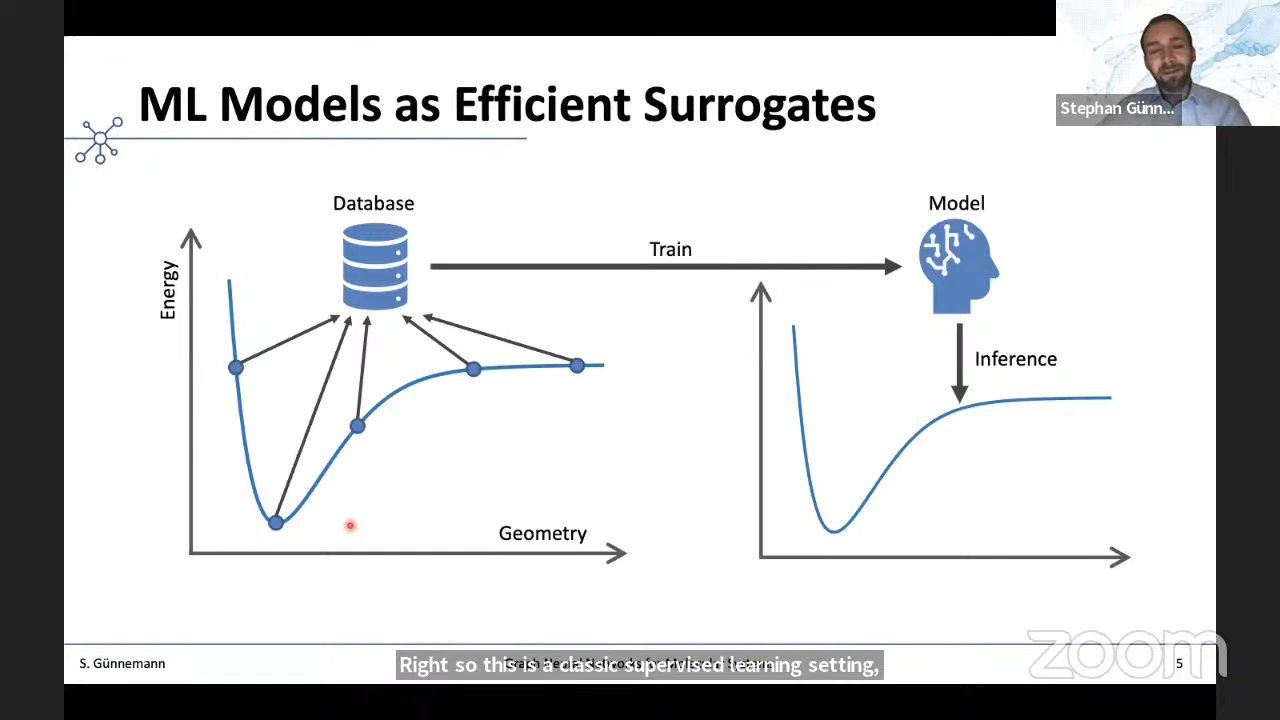 ML Models as Efficient Surrogates
Stephan Günn...
Database
Model
Train
Energy
Inference
Geometry
S. Günnemann
Right so this is a classic supervised learning setting,
zoom
5